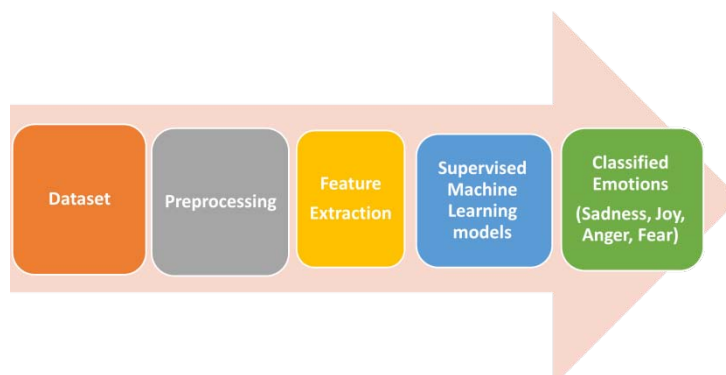 Dataset
Preprocessing
Feature
Extraction
Supervised
Machine
Learning
models
Classified
Emotions
(Sadness, Joy,
Anger, Fear)